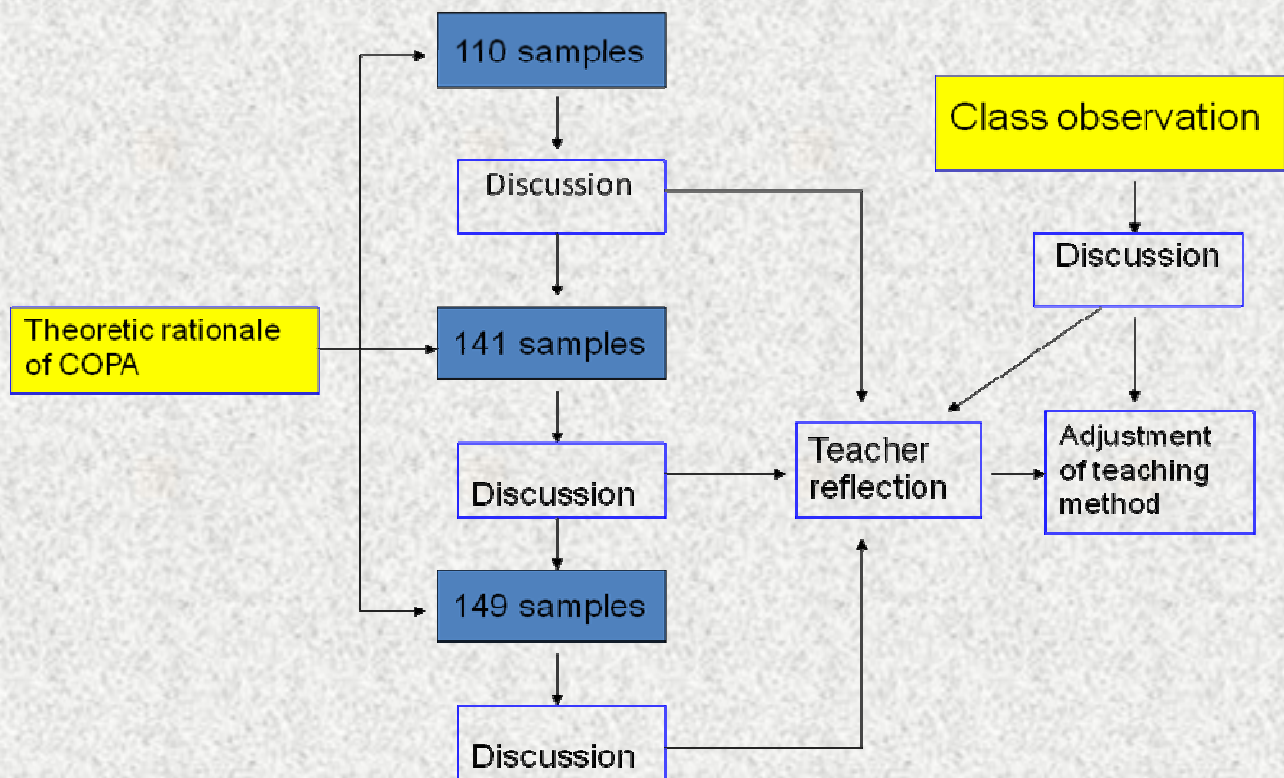 110 samples
Class observation
Discussion
Discussion
Theoretic rationale
of COPA
141 samples
Teacher
reflection
Adjustment
of teaching
method
Discussion
149 samples
Discussion